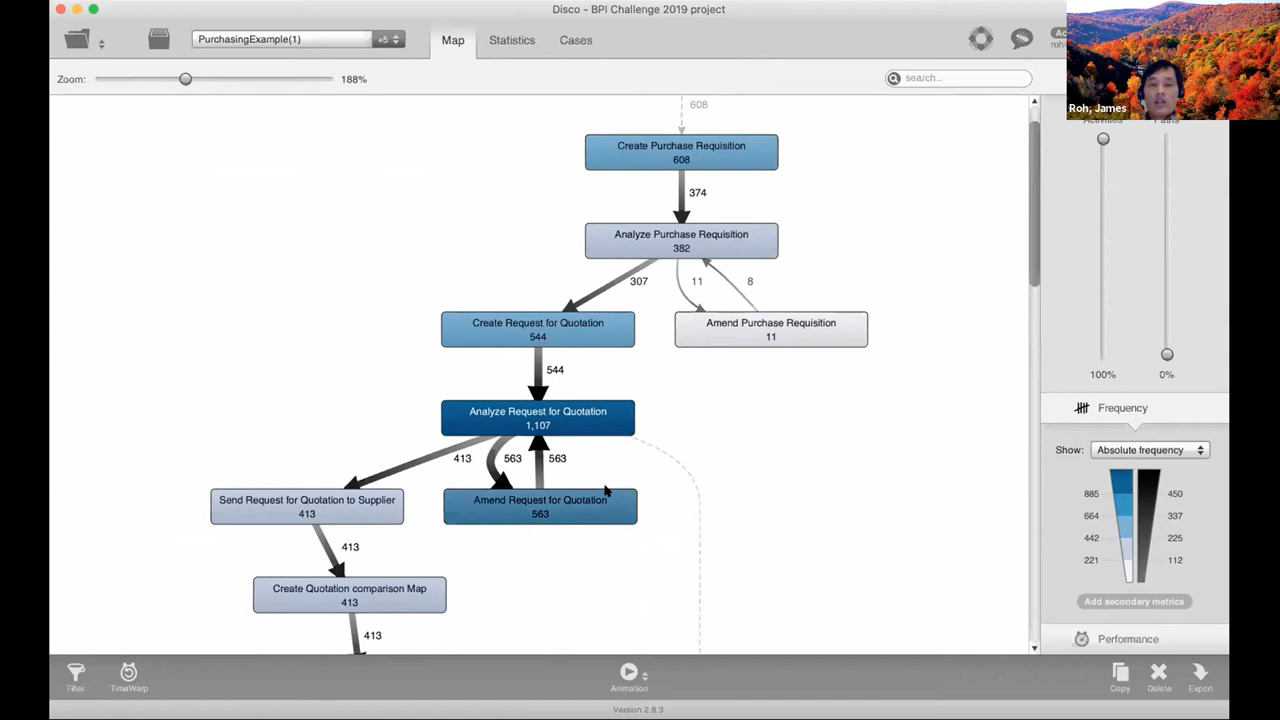 Disco - BPI Challenge 2019 project
PurchasingExample(1)
+5
Map
Statistics
Cases
Roh, James
Zoom:
188%
search...
608
Create Purchase Requisition
608
374
Analyze Purchase Requisition
382
307
11
8
Create Request for Quotation
544
Amend Purchase Requisition
11
544
Analyze Request for Quotation
1,107
413
563
563
Send Request for Quotation to Supplier
413
Amend Request for Quotation
563
413
Create Quotation comparison Map
413
413
Activities
Paths
100%
0%
Frequency
Show:
Absolute frequency
885
450
664
337
442
225
221
112
Add secondary metrics
Performance
Filter
TimeWarp
Animation
Copy
Delete
Export
Version 2.8.3